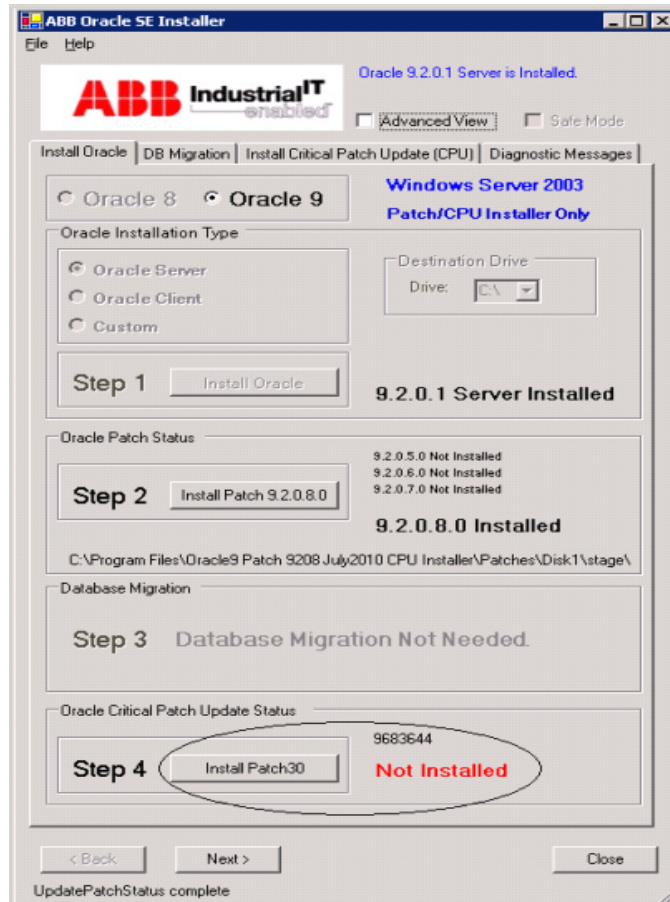 ABB Oracle SE Installer
File Help
ABB Industrial IT enabled
Oracle 9.2.0.1 Server is Installed.
Advanced View Safe Mode
Install Oracle DB Migration Install Critical Patch Update (CPU) Diagnostic Messages
Oracle 8 Oracle 9
Windows Server 2003
Patch/CPU Installer Only
Oracle Installation Type
Oracle Server
Oracle Client
Custom
Destination Drive
Drive: C:\
Step 1 Install Oracle 9.2.0.1 Server Installed
Oracle Patch Status
9.2.0.5.0 Not Installed
9.2.0.6.0 Not Installed
9.2.0.7.0 Not Installed
Step 2 Install Patch 9.2.0.8.0
9.2.0.8.0 Installed
C:\Program Files\Oracle9 Patch 9208 July2010 CPU Installer\Patches\Disk1\stage\
Database Migration
Step 3 Database Migration Not Needed.
Oracle Critical Patch Update Status
9683644
Step 4 Install Patch30 Not Installed
< Back Next > Close
UpdatePatchStatus complete